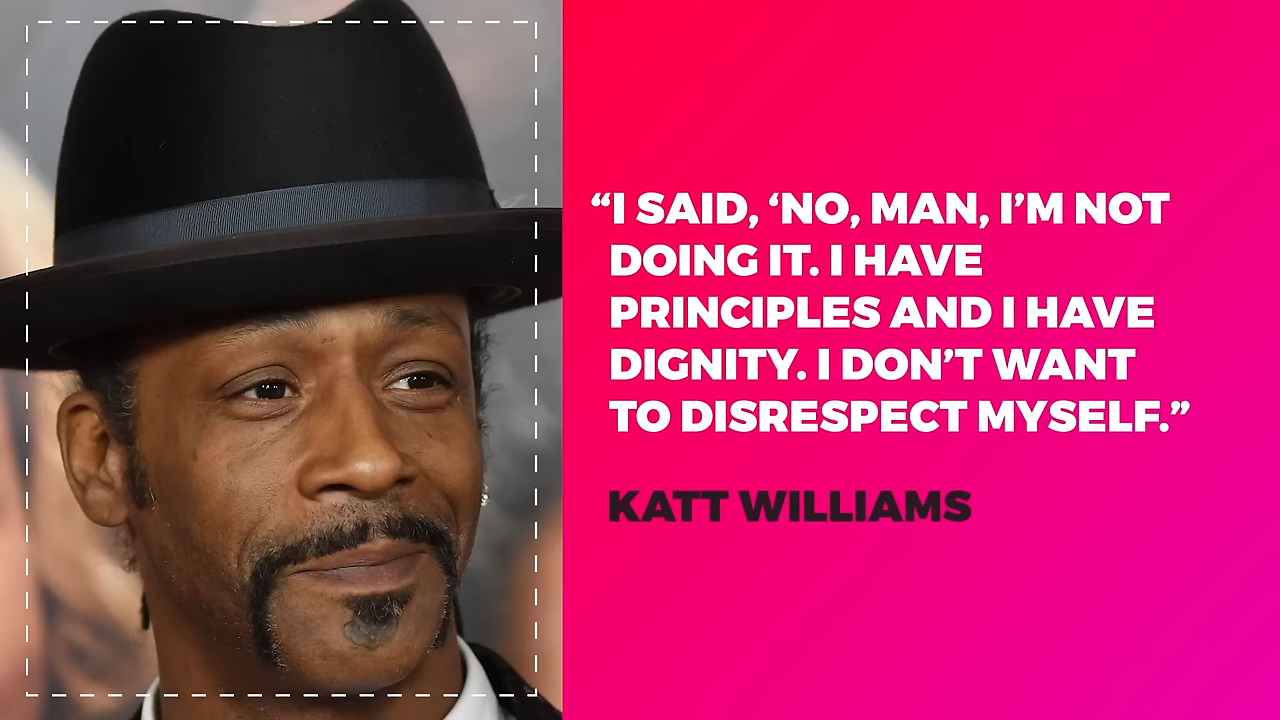 “I SAID, ‘NO, MAN, I’M NOT
DOING IT. I HAVE
PRINCIPLES AND I HAVE
DIGNITY. I DON’T WANT
TO DISRESPECT MYSELF.”
KATT WILLIAMS